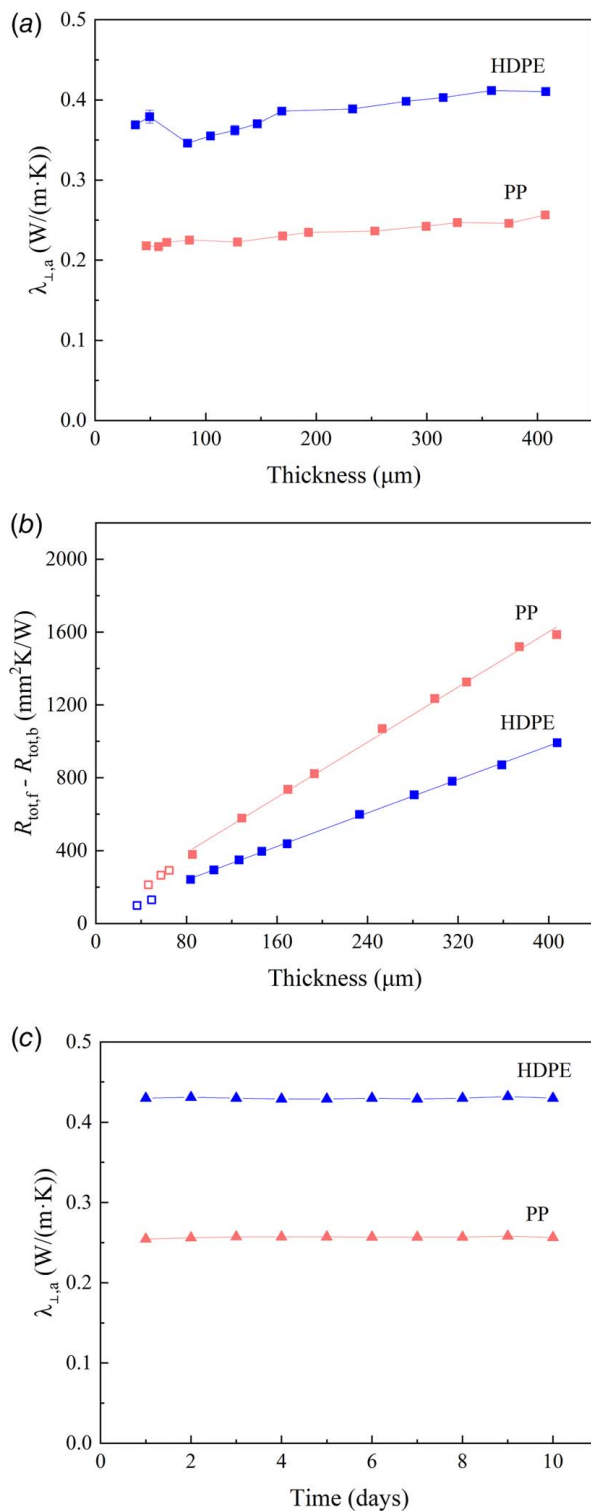 (a)
0.5
HDPE
0.4
0.3
PP
0.2
0.1
0.0
λ⊥,a (W/(m·K))
0 100 200 300 400
Thickness (μm)
(b)
2000
1600
PP
1200
HDPE
800
400
0
Rtot,f - Rtot,b (mm²K/W)
0 80 160 240 320 400
Thickness (μm)
(c)
0.5
HDPE
0.4
0.3
PP
0.2
0.1
0.0
λ⊥,a (W/(m·K))
0 2 4 6 8 10
Time (days)